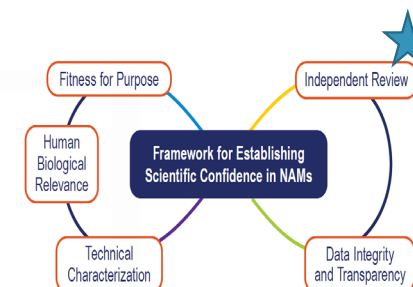 Fitness for Purpose
Independent Review
Human
Biological
Relevance
Framework for Establishing
Scientific Confidence in NAMs
Technical
Characterization
Data Integrity
and Transparency